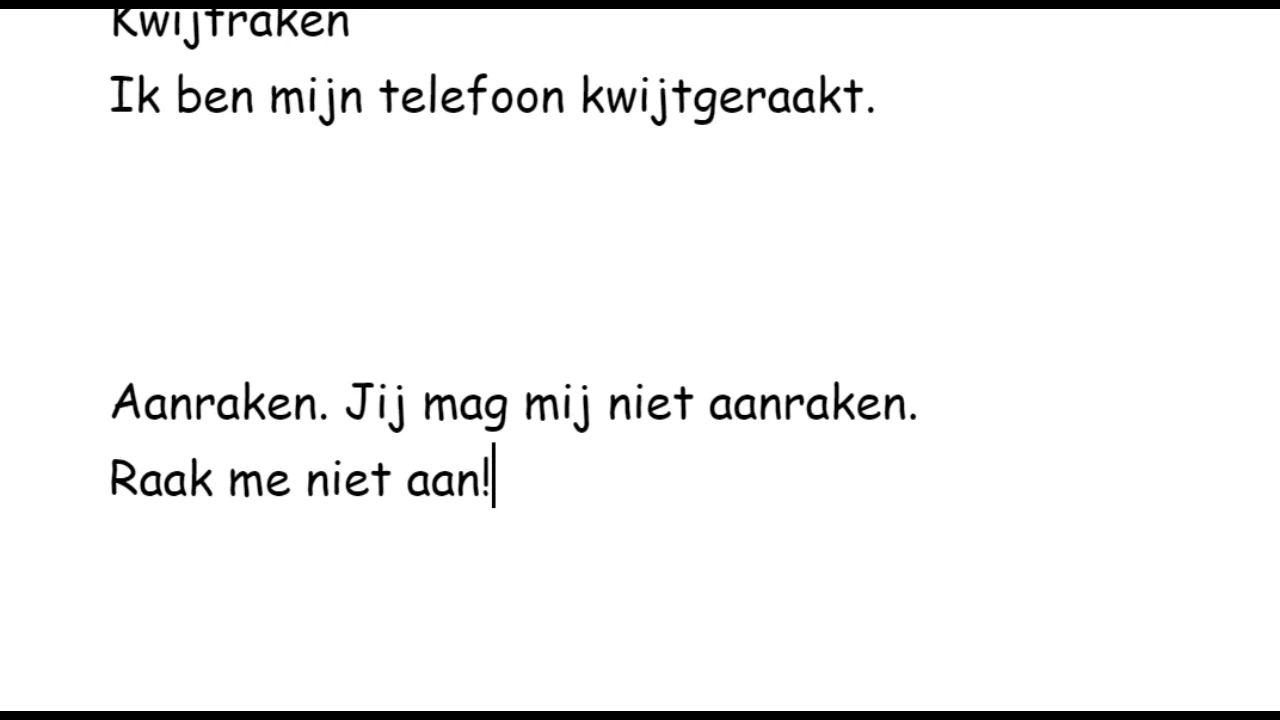 Kwijtraken
Ik ben mijn telefoon kwijtgeraakt.
Aanraken. Jij mag mij niet aanraken.
Raak me niet aan!